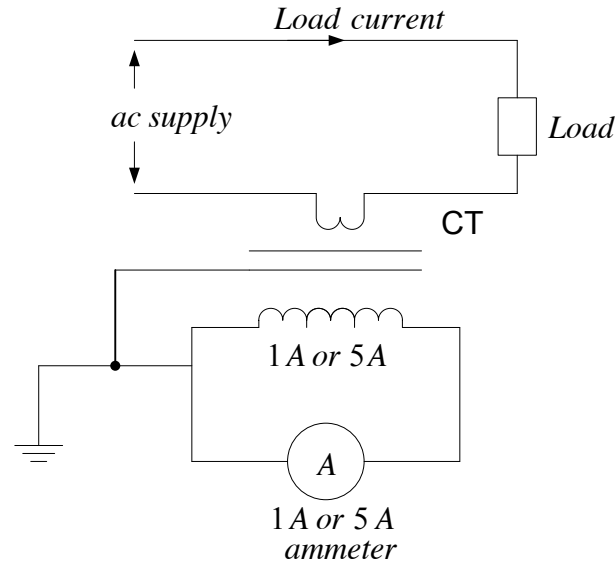 Load current
ac supply
Load
CT
1 A or 5 A
A
1 A or 5 A
ammeter